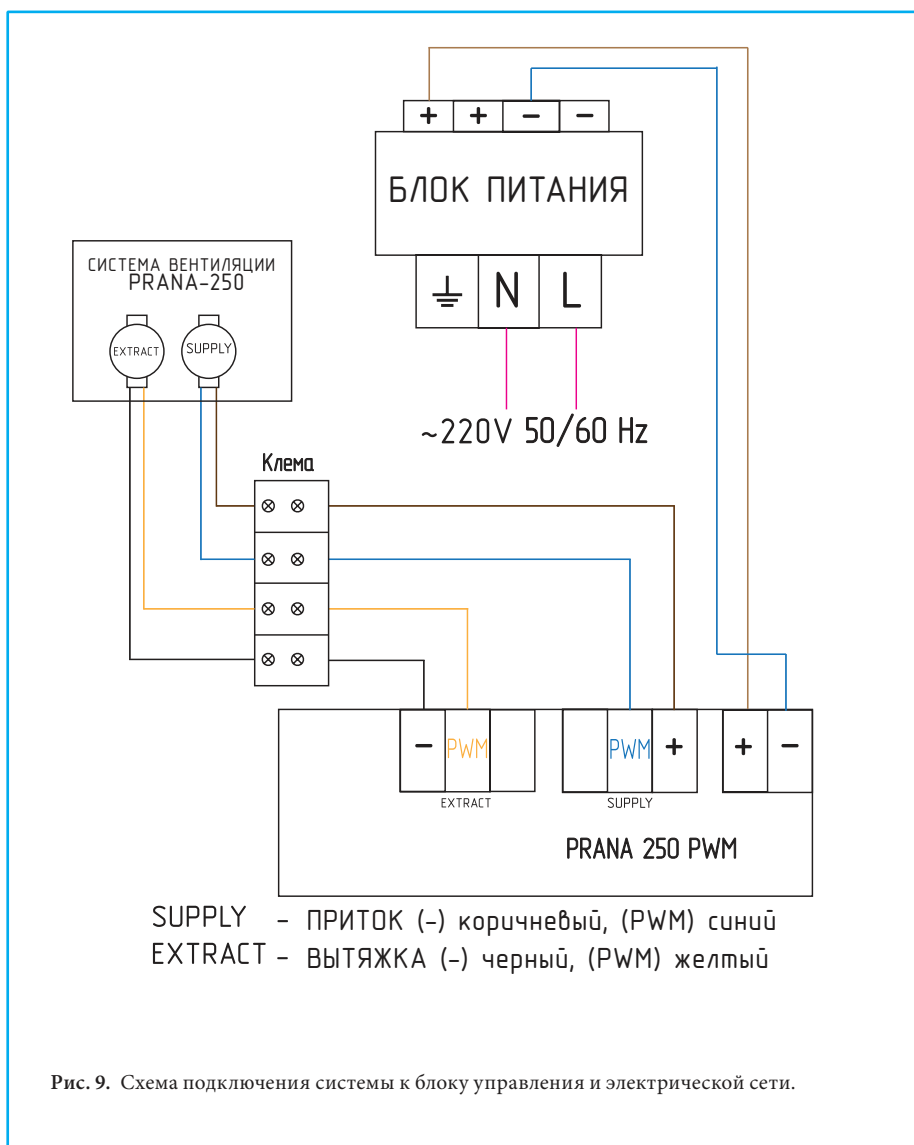 + + − −
БЛОК ПИТАНИЯ
N L
~220V 50/60 Hz
СИСТЕМА ВЕНТИЛЯЦИИ
PRANA-250
EXTRACT SUPPLY
Клема
− PWM PWM + + −
EXTRACT SUPPLY
PRANA 250 PWM
SUPPLY - ПРИТОК (-) коричневый, (PWM) синий
EXTRACT - ВЫТЯЖКА (-) черный, (PWM) желтый
Рис. 9. Схема подключения системы к блоку управления и электрической сети.